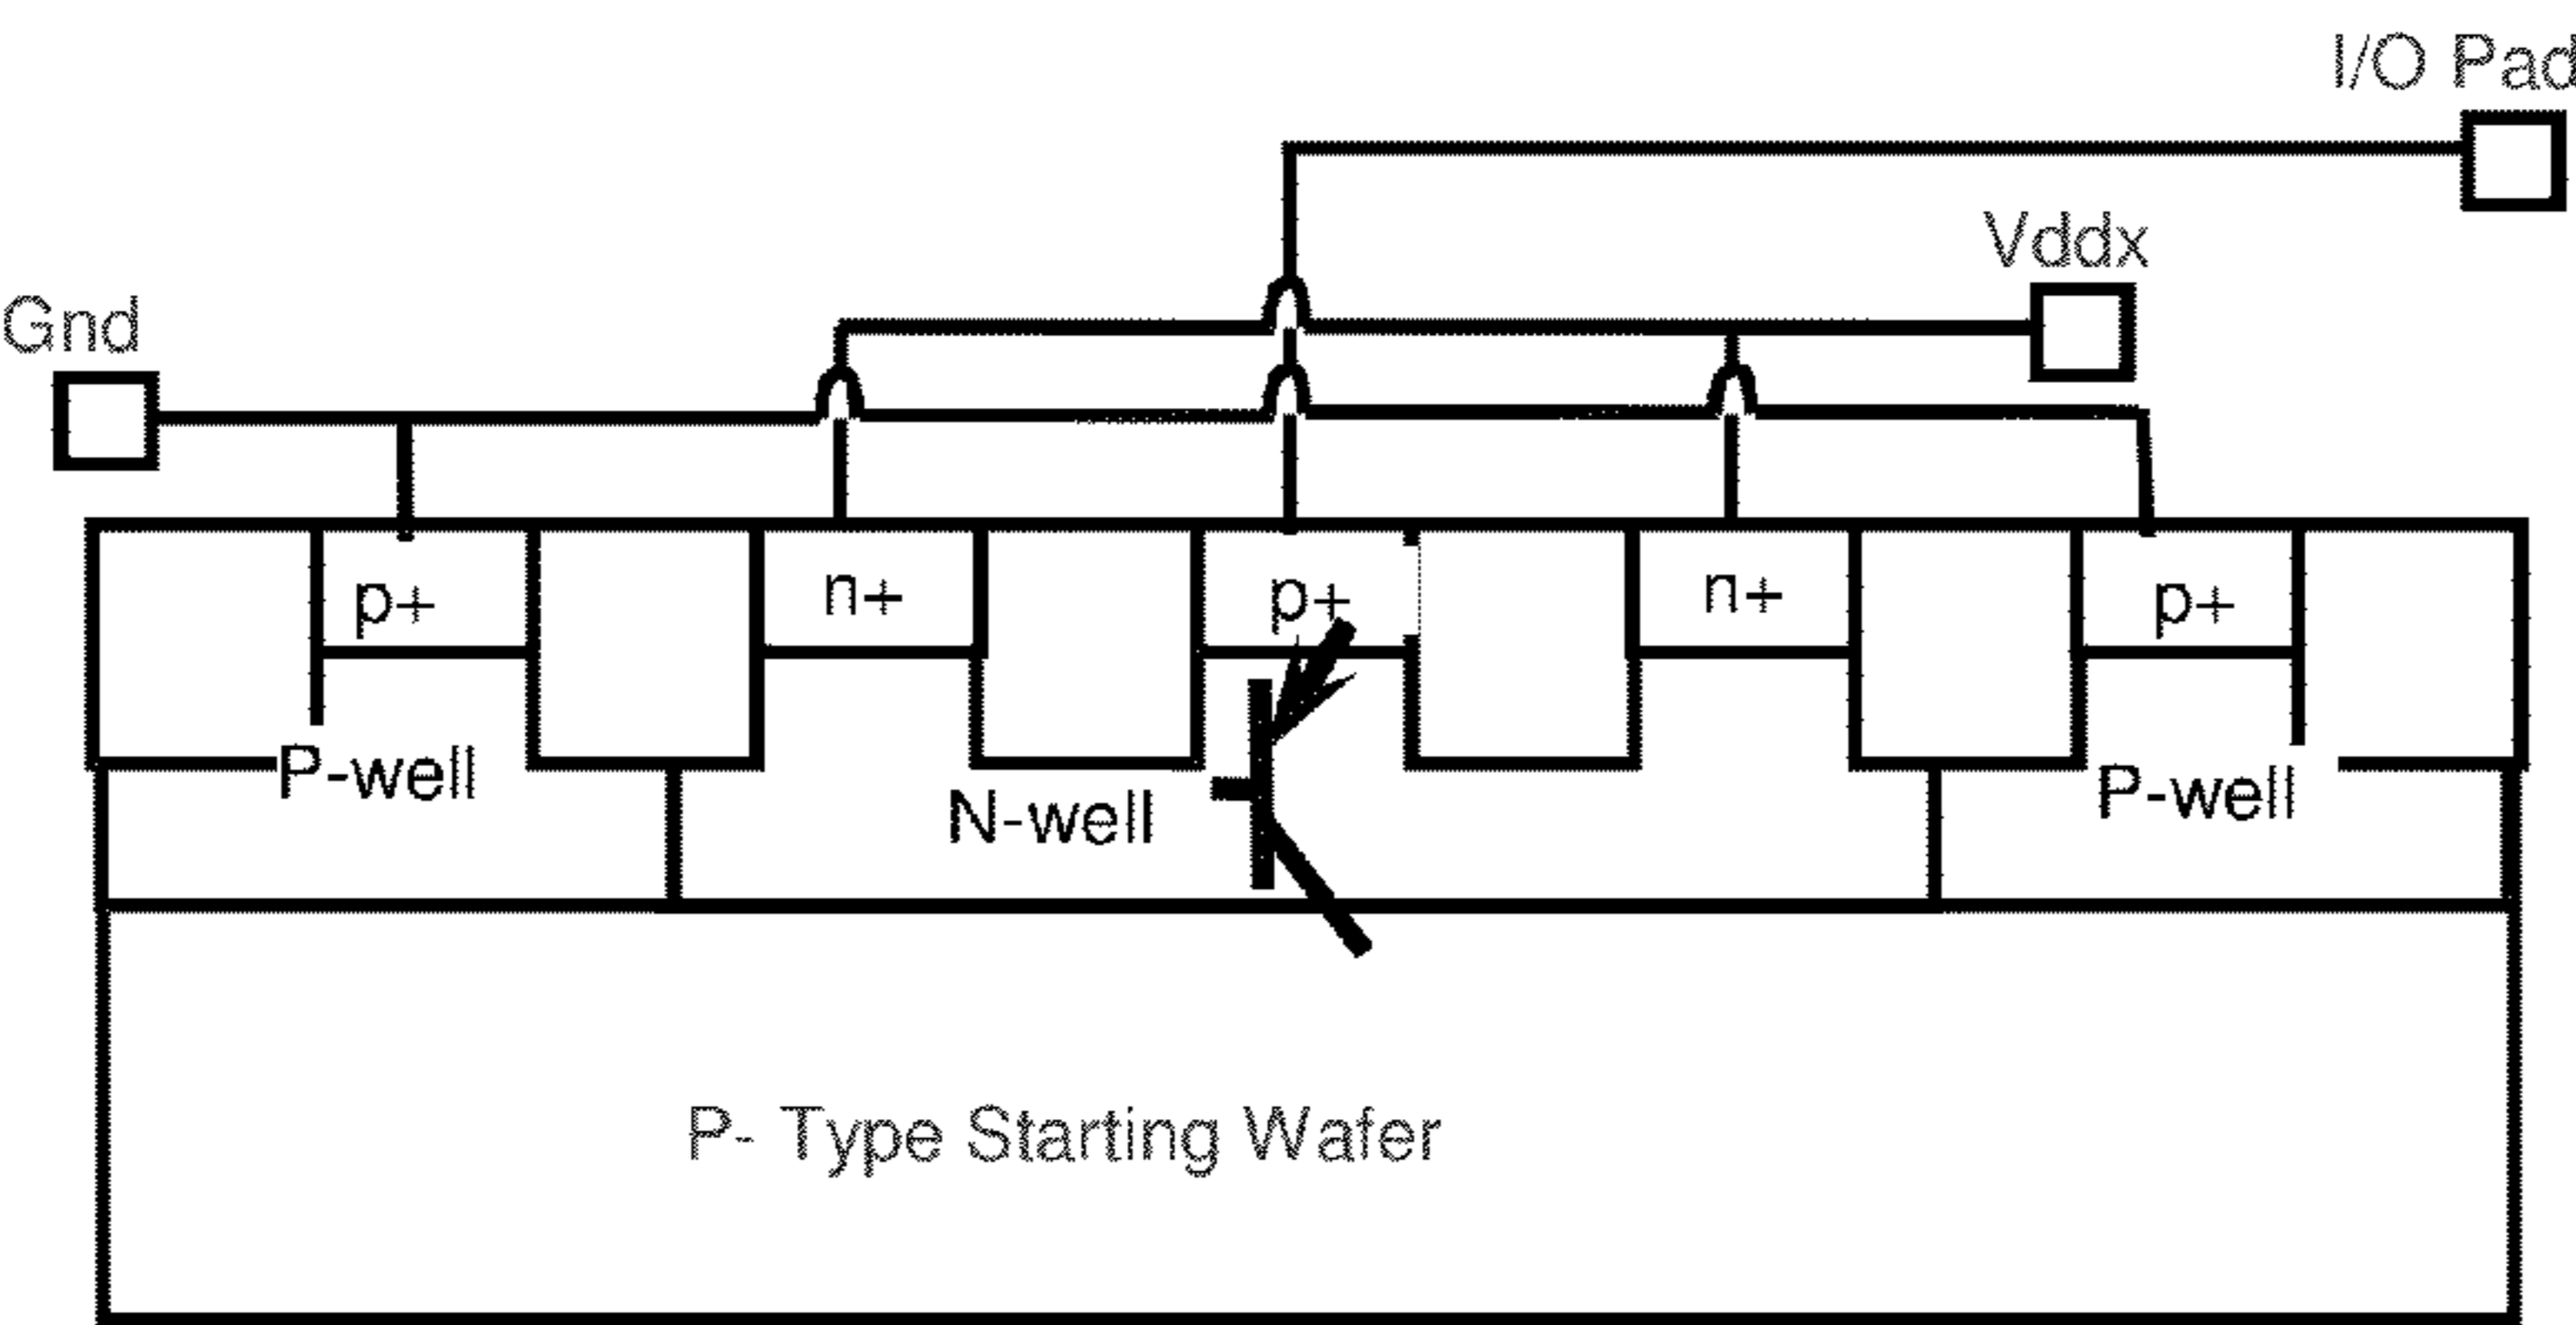 I/O Pad
Vddx
Gnd
p+ n+ p+ n+ p+
P-well N-well P-well
P- Type Starting Wafer